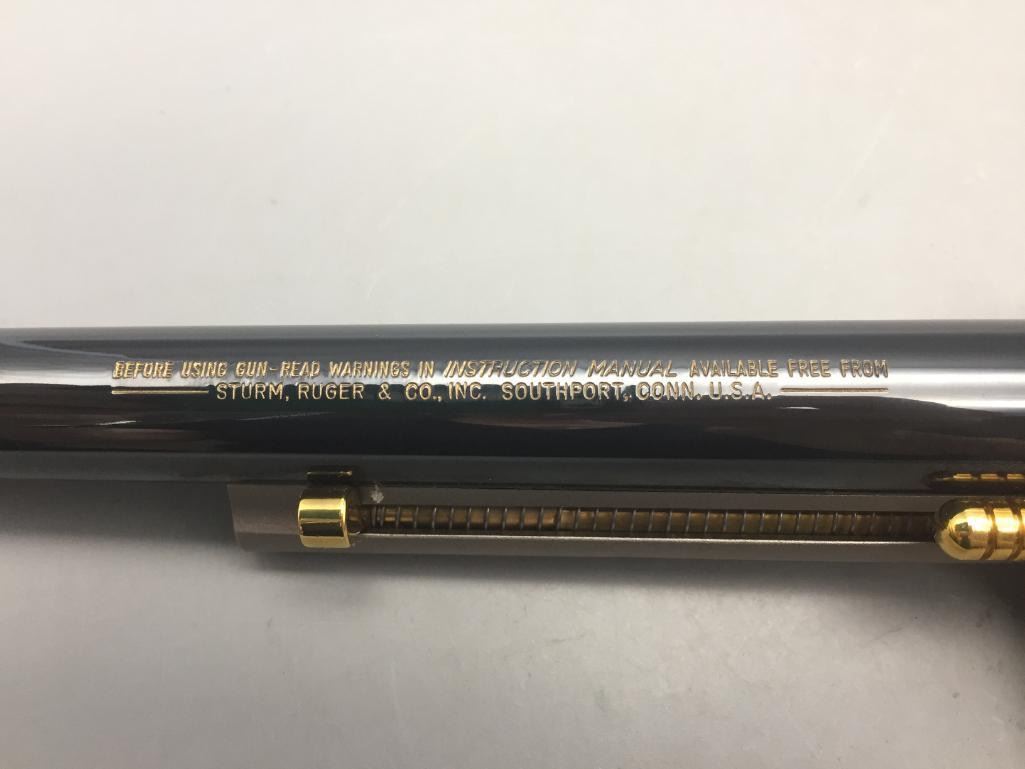 BEFORE USING GUN-READ WARNINGS IN INSTRUCTION MANUAL AVAILABLE FREE FROM
STURM, RUGER & CO., INC. SOUTHPORT, CONN. U.S.A.